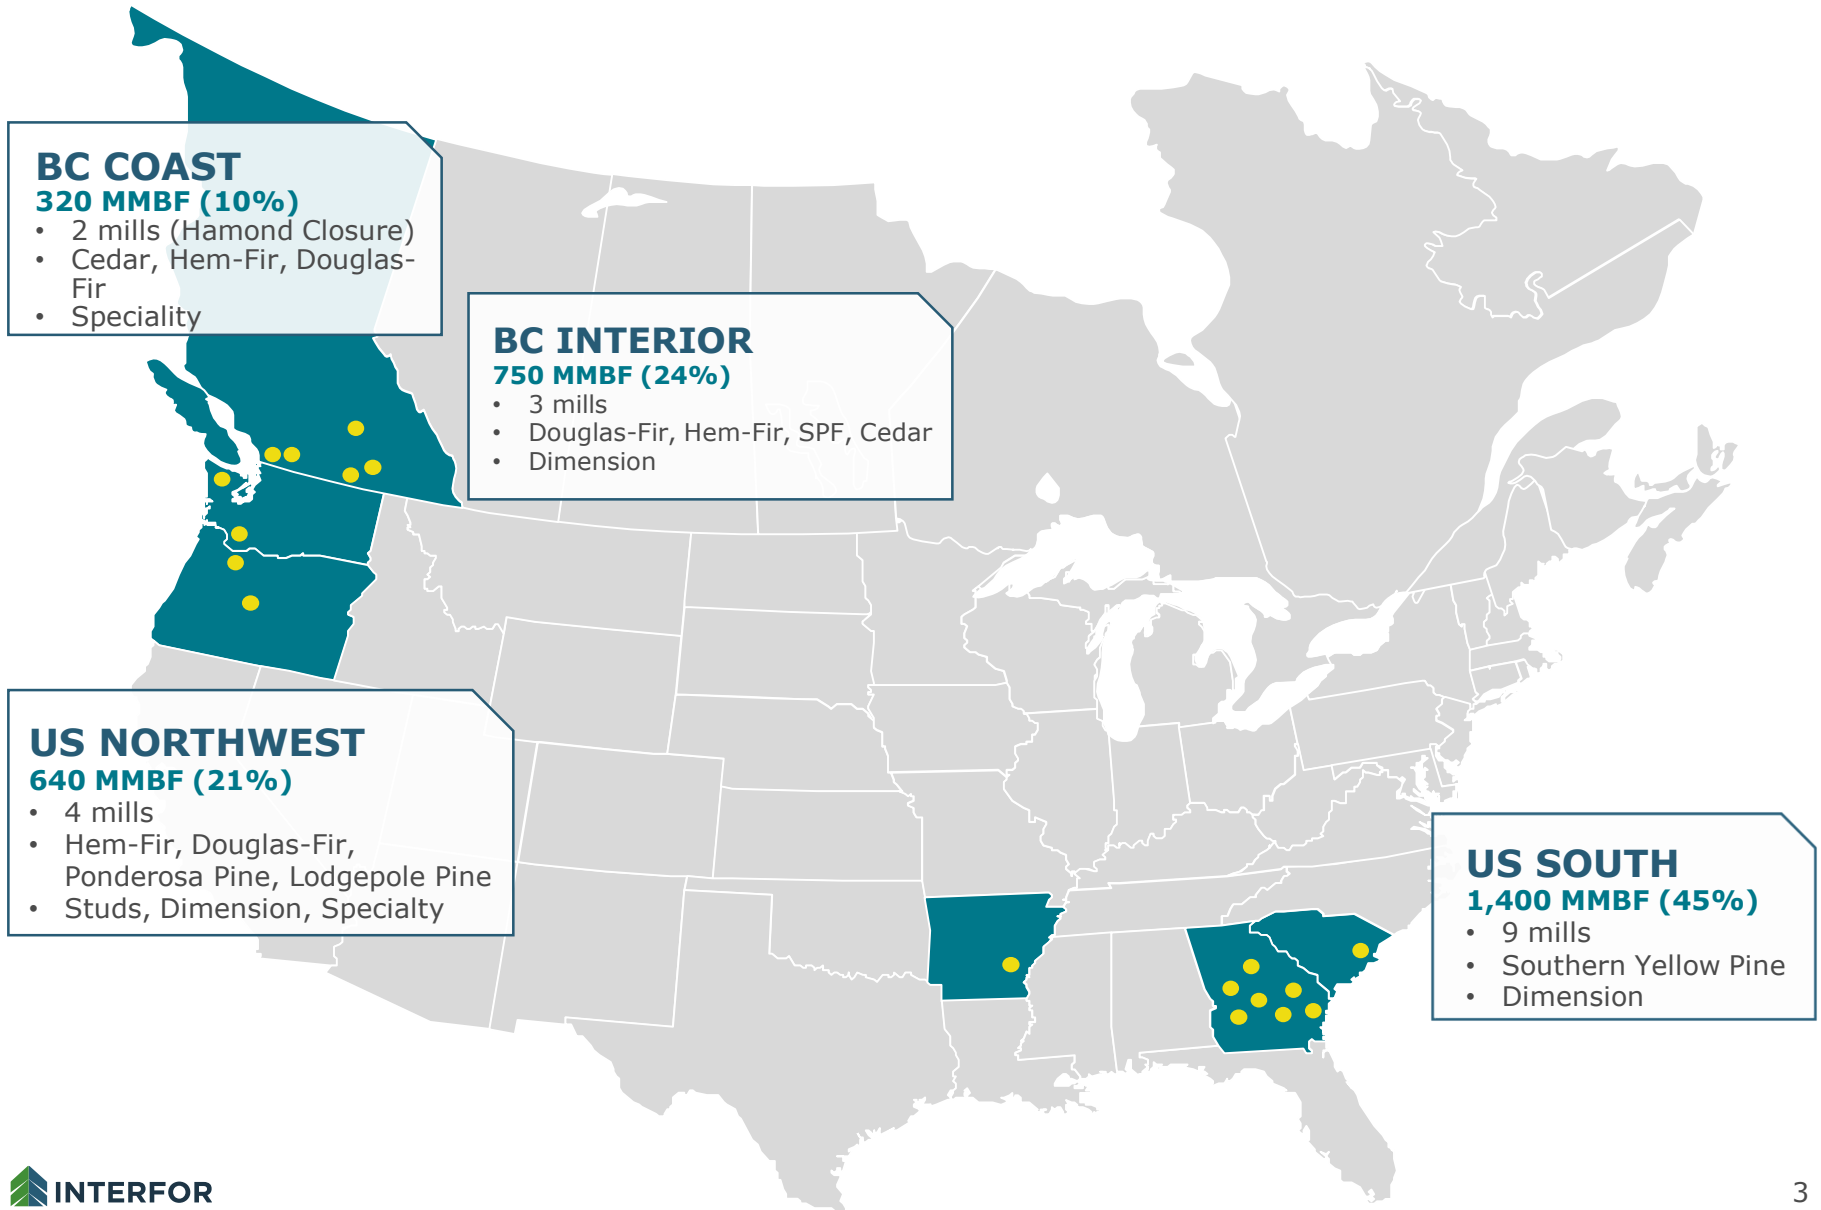 BC COAST
320 MMBF (10%)
• 2 mills (Hamond Closure)
• Cedar, Hem-Fir, Douglas-
Fir
• Speciality
BC INTERIOR
750 MMBF (24%)
• 3 mills
• Douglas-Fir, Hem-Fir, SPF, Cedar
• Dimension
US NORTHWEST
640 MMBF (21%)
• 4 mills
• Hem-Fir, Douglas-Fir,
Ponderosa Pine, Lodgepole Pine
• Studs, Dimension, Specialty
US SOUTH
1,400 MMBF (45%)
• 9 mills
• Southern Yellow Pine
• Dimension
INTERFOR
3